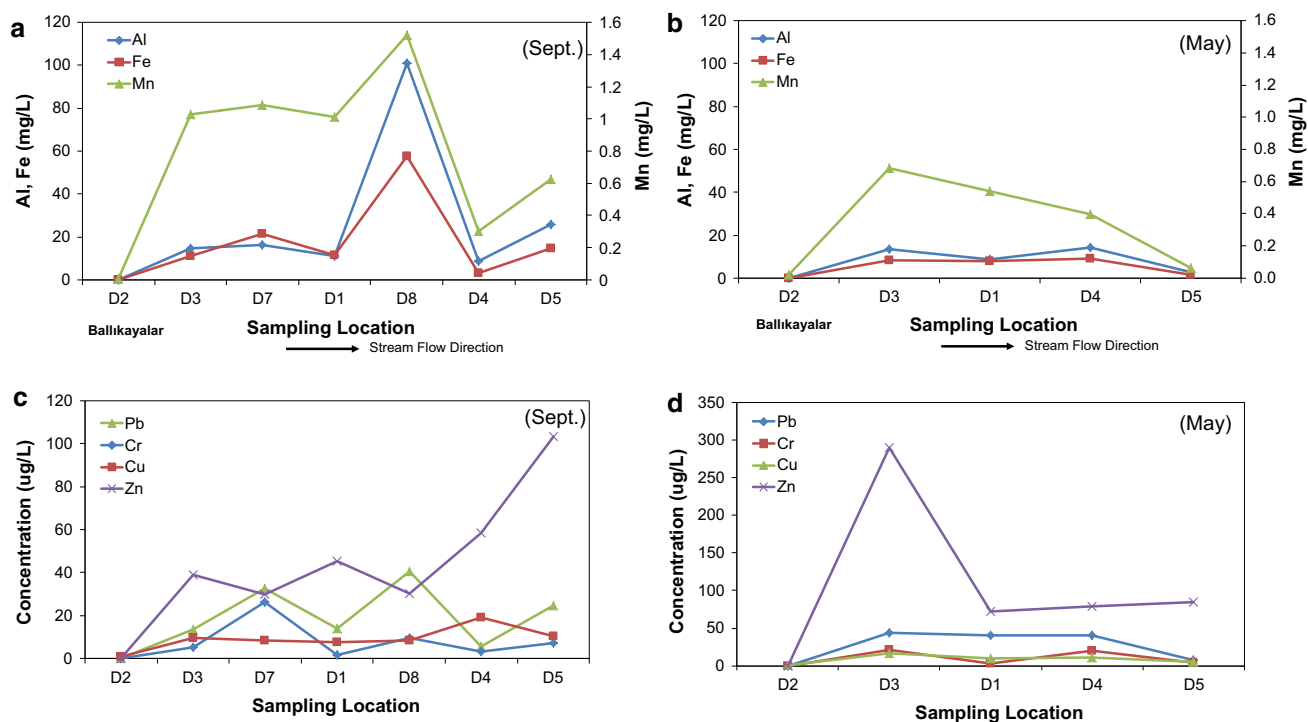 a
(Sept.)
Al
Fe
Mn
Al, Fe (mg/L)
120
100
80
60
40
20
0
Mn (mg/L)
1.6
1.4
1.2
1
0.8
0.6
0.4
0.2
0
D2 D3 D7 D1 D8 D4 D5
Ballıkayalar
Sampling Location
Stream Flow Direction
b
(May)
Al
Fe
Mn
Al, Fe (mg/L)
120
100
80
60
40
20
0
Mn (mg/L)
1.6
1.4
1.2
1.0
0.8
0.6
0.4
0.2
0.0
D2 D3 D1 D4 D5
Ballıkayalar
Sampling Location
Stream Flow Direction
c
(Sept.)
Pb
Cr
Cu
Zn
Concentration (ug/L)
120
100
80
60
40
20
0
D2 D3 D7 D1 D8 D4 D5
Sampling Location
d
(May)
Pb
Cr
Cu
Zn
Concentration (ug/L)
350
300
250
200
150
100
50
0
D2 D3 D1 D4 D5
Sampling Location